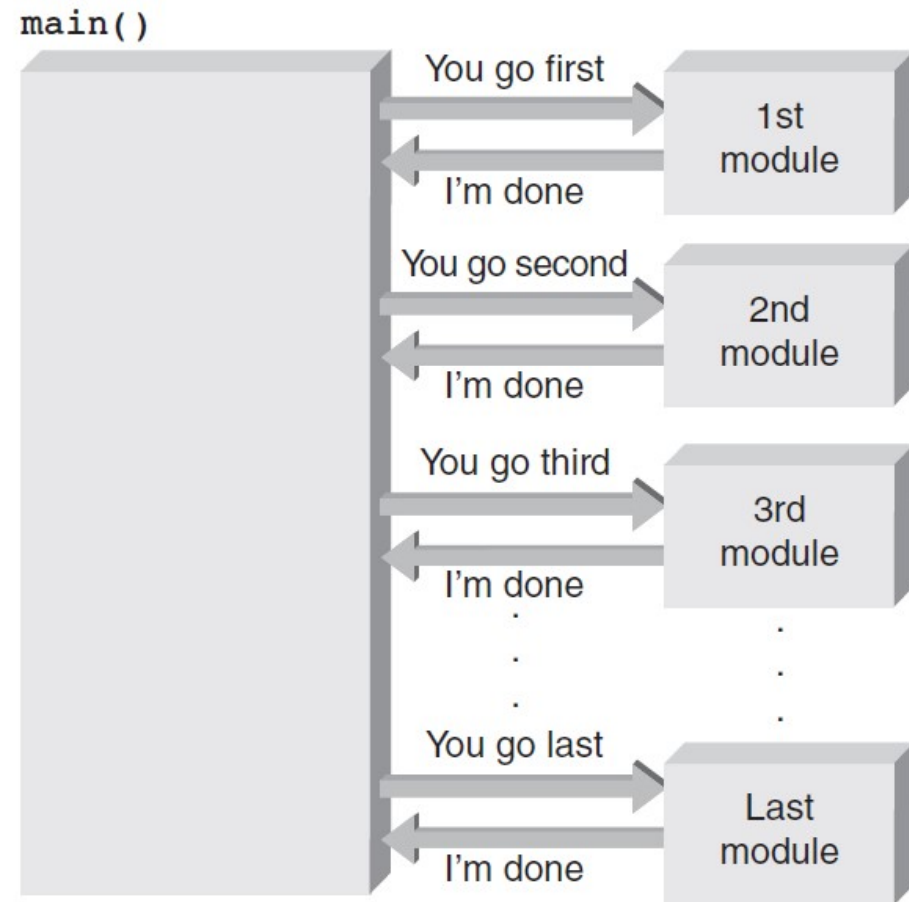 main()
You go first
1st
module
I'm done
You go second
2nd
module
I'm done
You go third
3rd
module
I'm done
.
.
.
.
.
.
You go last
Last
module
I'm done